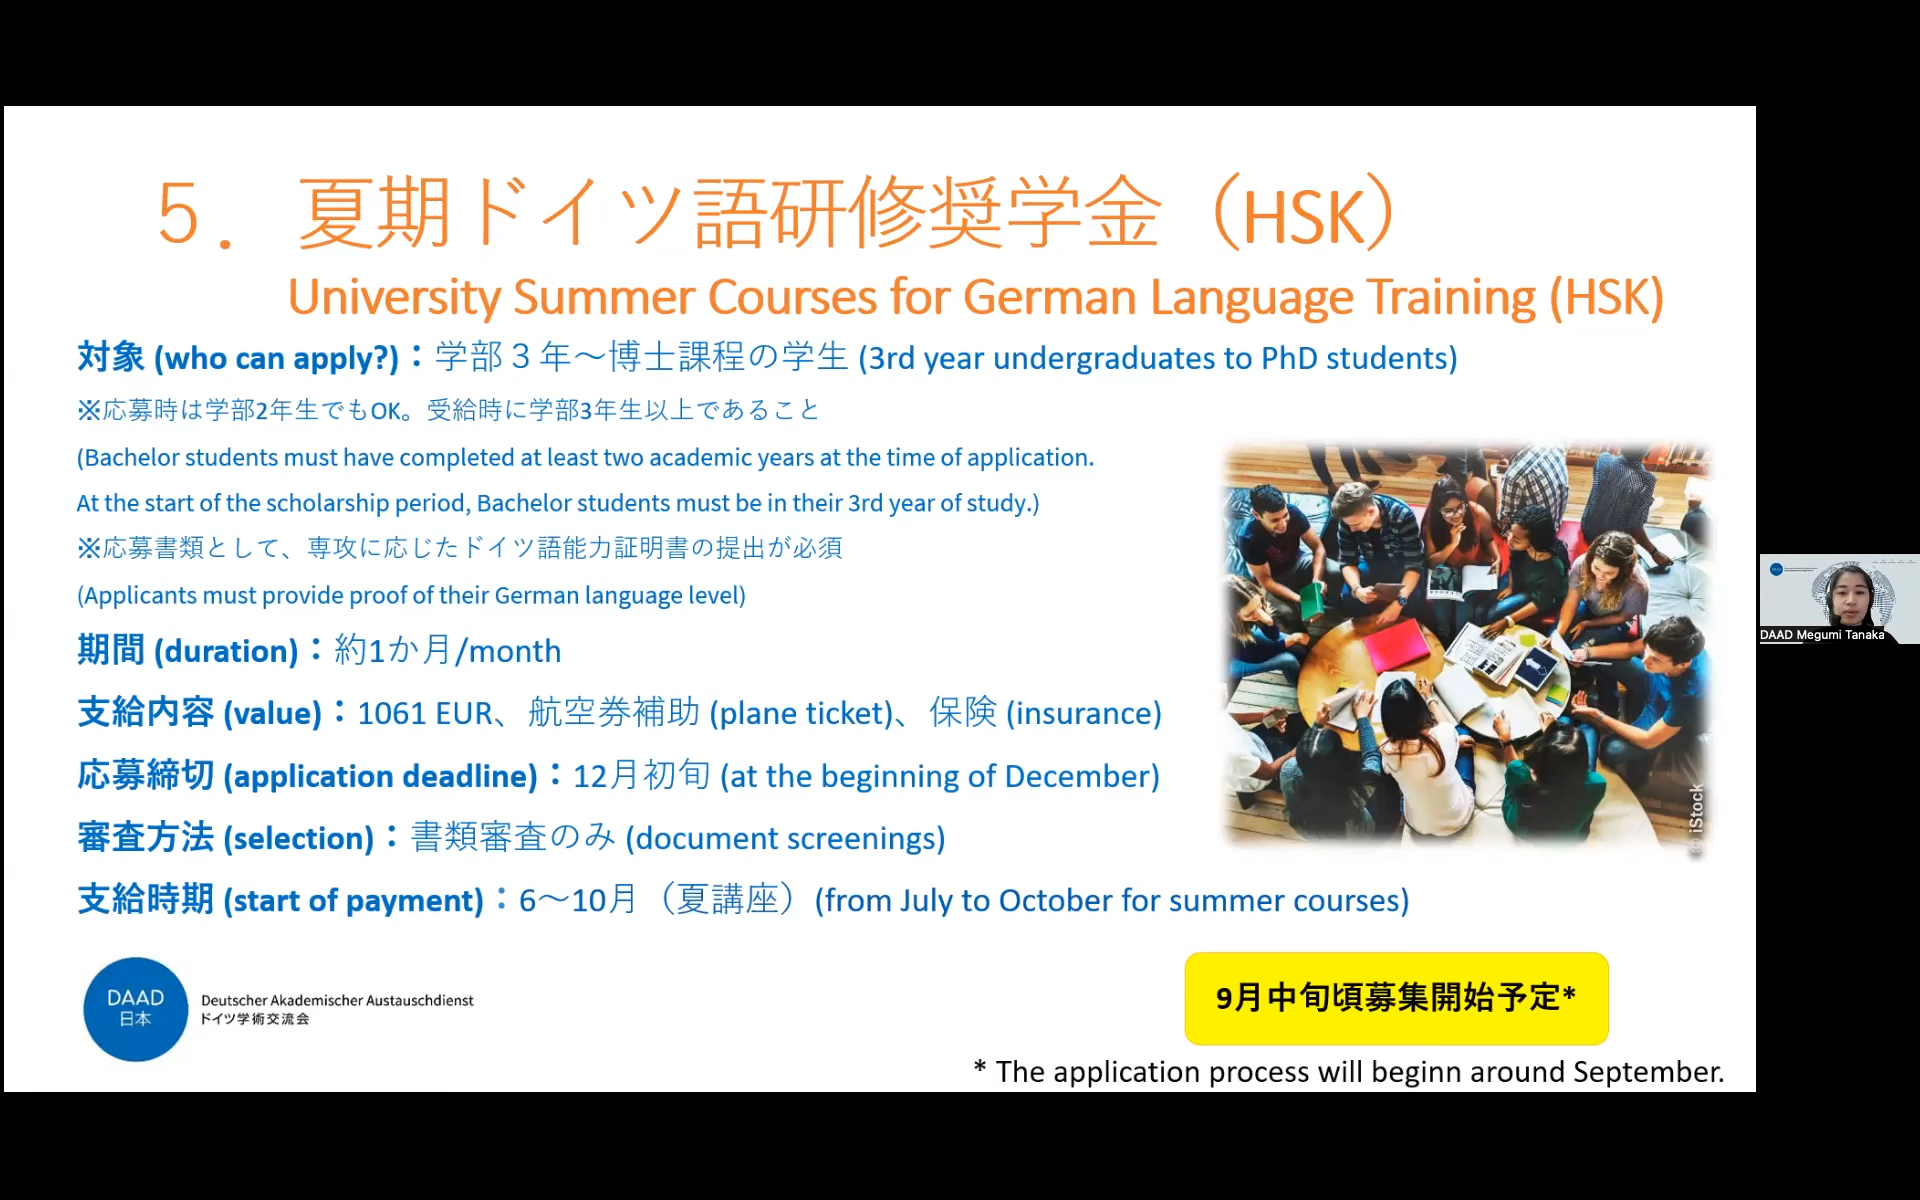 5．夏期ドイツ語研修奨学金（HSK）
University Summer Courses for German Language Training (HSK)
対象 (who can apply?)：学部３年～博士課程の学生 (3rd year undergraduates to PhD students)
※応募時は学部2年生でもOK。受給時に学部3年生以上であること
(Bachelor students must have completed at least two academic years at the time of application.
At the start of the scholarship period, Bachelor students must be in their 3rd year of study.)
※応募書類として、専攻に応じたドイツ語能力証明書の提出が必須
(Applicants must provide proof of their German language level)
期間 (duration)：約1か月/month
支給内容 (value)：1061 EUR、航空券補助 (plane ticket)、保険 (insurance)
応募締切 (application deadline)：12月初旬 (at the beginning of December)
審査方法 (selection)：書類審査のみ (document screenings)
支給時期 (start of payment)：6～10月（夏講座）(from July to October for summer courses)
(c) iStock
DAAD Megumi Tanaka
DAAD
日本
Deutscher Akademischer Austauschdienst
ドイツ学術交流会
9月中旬頃募集開始予定*
* The application process will beginn around September.